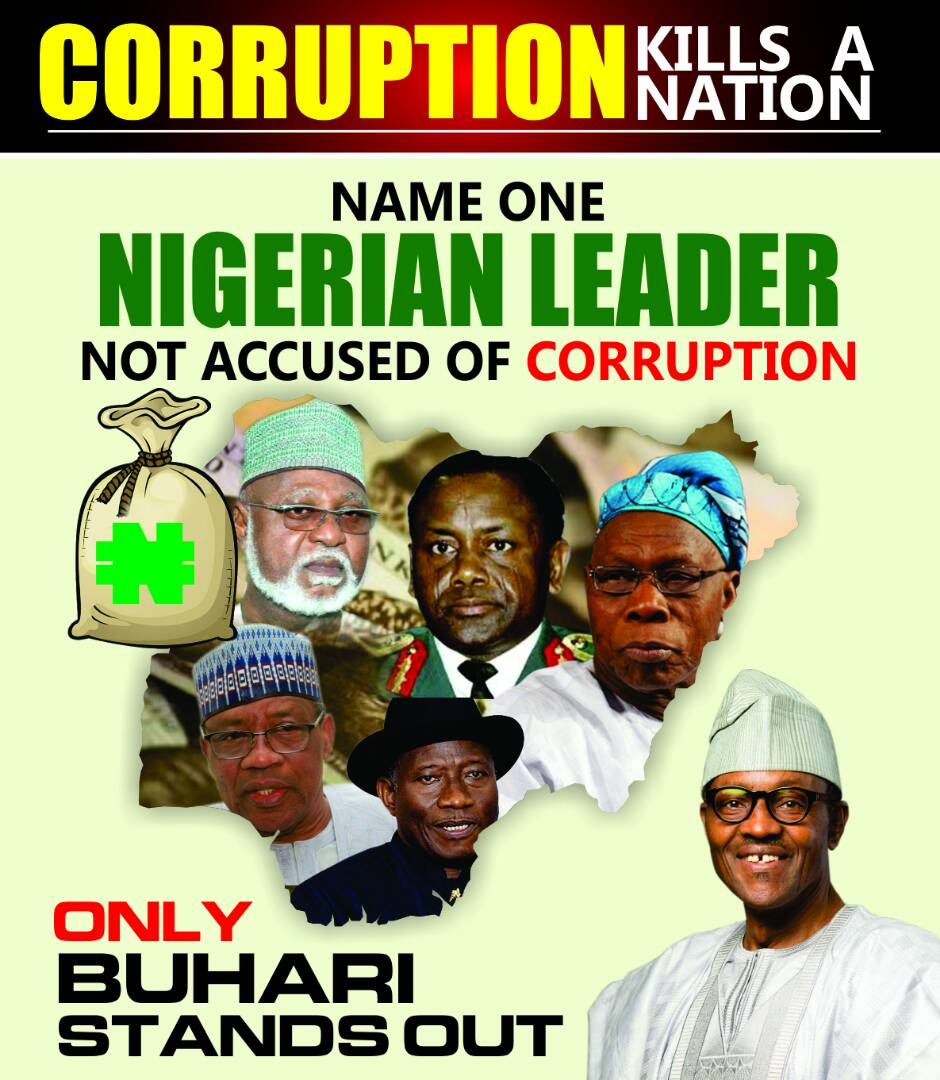 CORRUPTION KILLS A
NATION
NAME ONE
NIGERIAN LEADER
NOT ACCUSED OF CORRUPTION
₦
ONLY
BUHARI
STANDS OUT